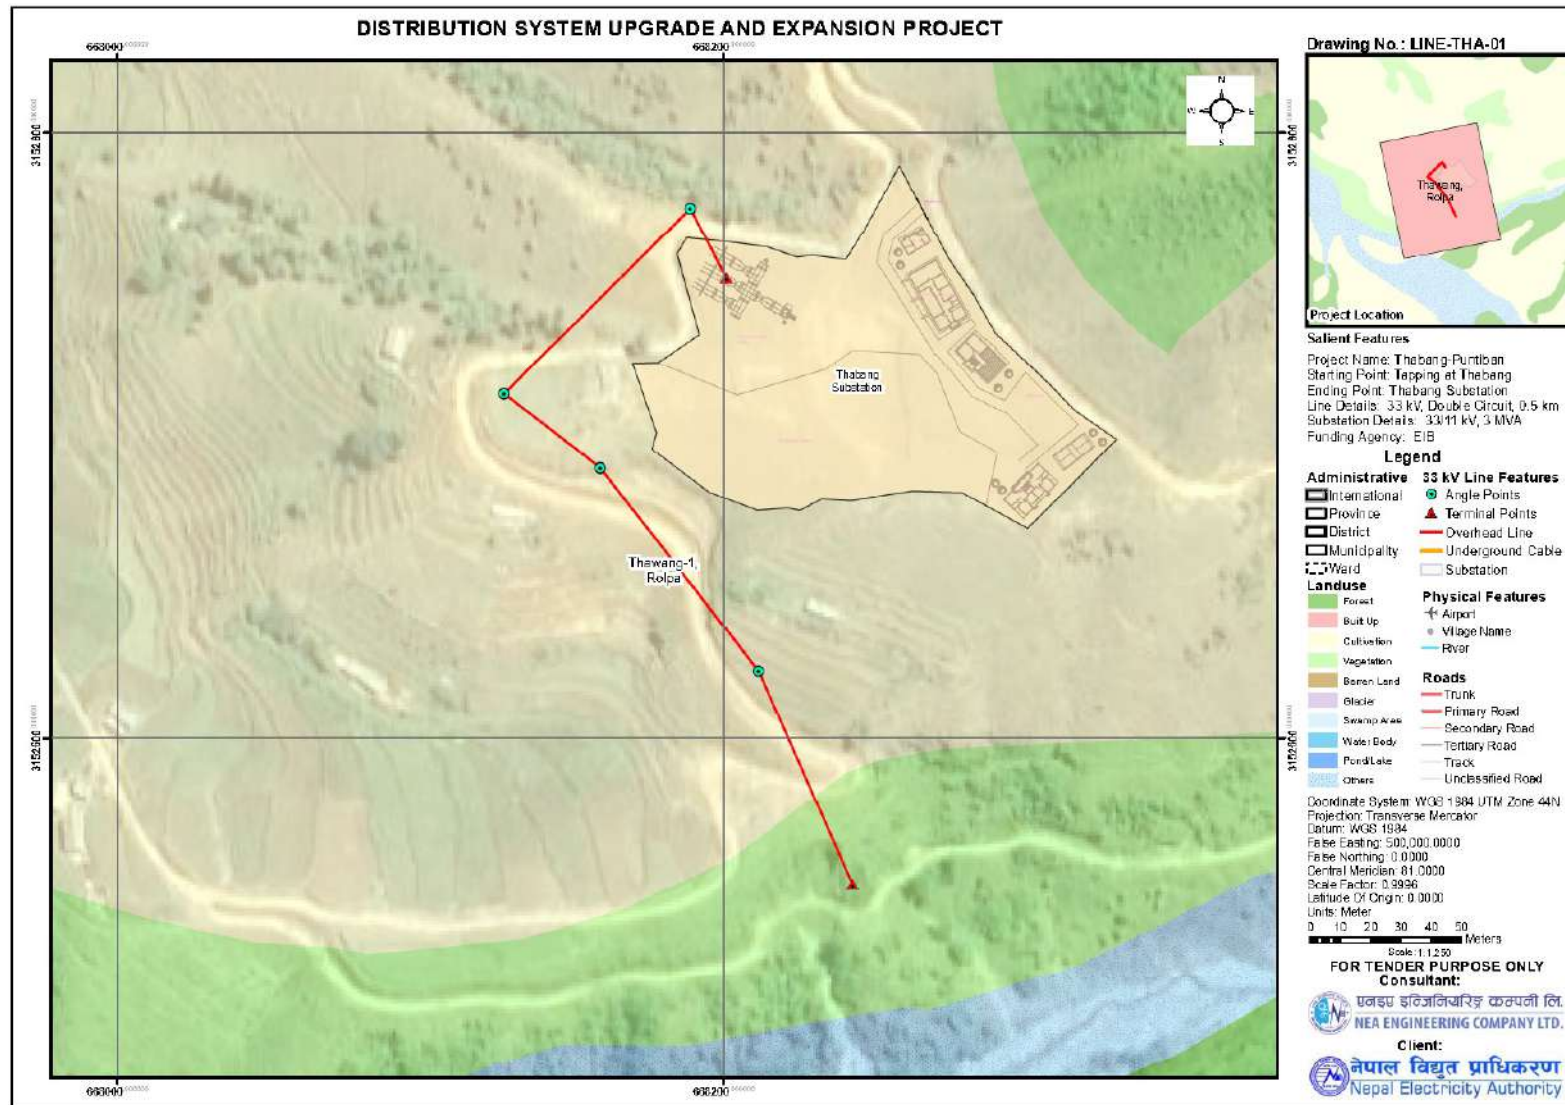 DISTRIBUTION SYSTEM UPGRADE AND EXPANSION PROJECT
668000
668200
3152800
3152800
N
E
S
Thabang
Substation
Thawang-1,
Rolpa
3152600
3152600
668000
668200
Drawing No.: LINE-THA-01
Thawang,
Rolpa
Project Location
Salient Features
Project Name: Thabang-Puntiban
Starting Point: Tapping at Thabang
Ending Point: Thabang Substation
Line Details: 33 kV, Double Circuit, 0.5 km
Substation Details: 33/11 kV, 3 MVA
Funding Agency: EIB
Legend
Administrative
International
Province
District
Municipality
Ward
33 kV Line Features
Angle Points
Terminal Points
Overhead Line
Underground Cable
Substation
Landuse
Forest
Built Up
Cultivation
Vegetation
Barren Land
Glacier
Swamp Area
Water Body
Pond/Lake
Others
Physical Features
Airport
Village Name
River
Roads
Trunk
Primary Road
Secondary Road
Tertiary Road
Track
Unclassified Road
Coordinate System: WGS 1984 UTM Zone 44N
Projection: Transverse Mercator
Datum: WGS 1984
False Easting: 500,000.0000
False Northing: 0.0000
Central Meridian: 81.0000
Scale Factor: 0.9996
Latitude Of Origin: 0.0000
Units: Meter
0 10 20 30 40 50
Meters
Scale: 1:1,250
FOR TENDER PURPOSE ONLY
Consultant:
एनइए इन्जिनियरिङ्ग कम्पनी लि.
NEA ENGINEERING COMPANY LTD.
Client:
नेपाल विद्युत प्राधिकरण
Nepal Electricity Authority